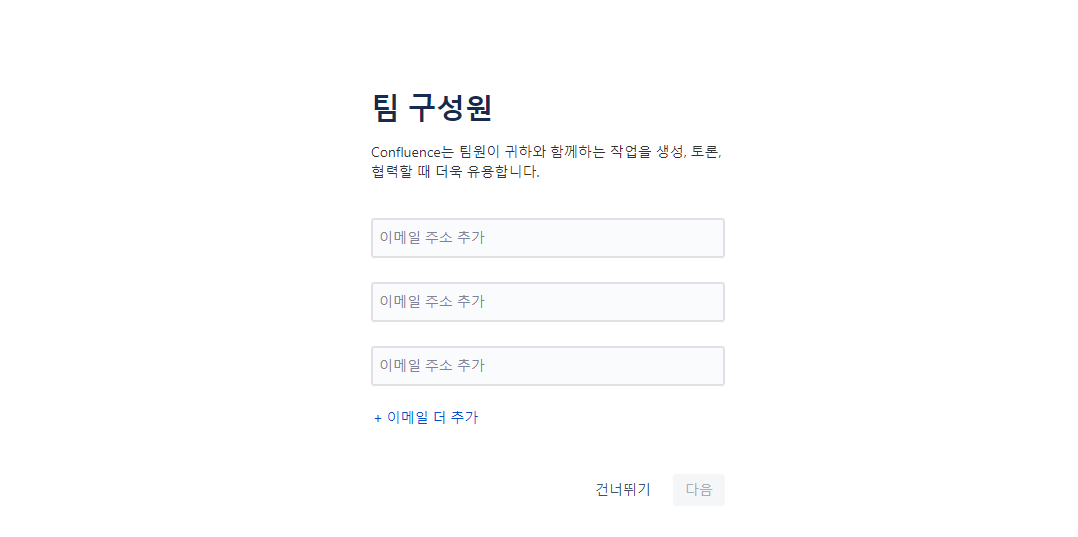 팀 구성원
Confluence는 팀원이 귀하와 함께하는 작업을 생성, 토론,
협력할 때 더욱 유용합니다.
이메일 주소 추가
이메일 주소 추가
이메일 주소 추가
+ 이메일 더 추가
건너뛰기 다음